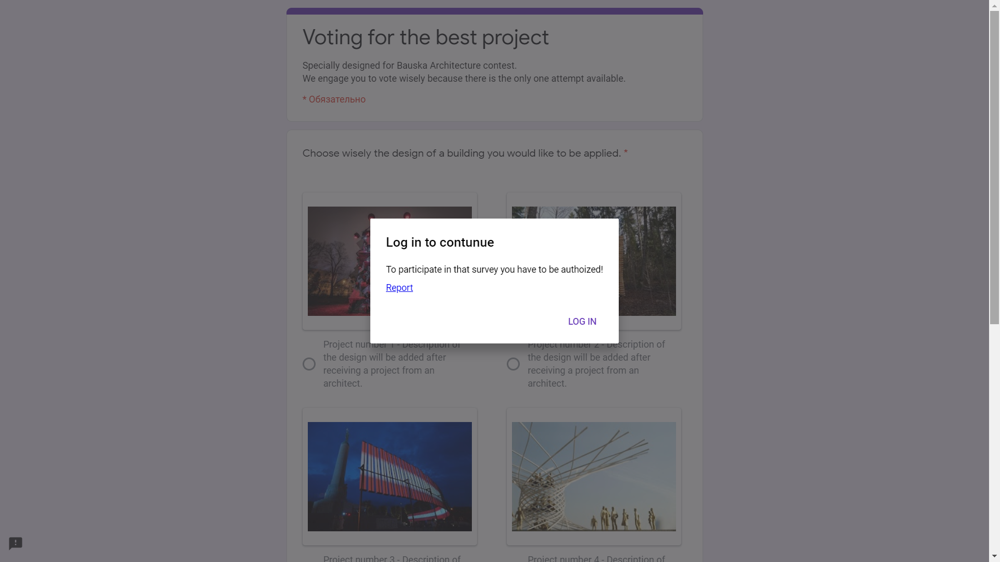 Voting for the best project
Specially designed for Bauska Architecture contest.
We engage you to vote wisely because there is the only one attempt available.
* Обязательно
Choose wisely the design of a building you would like to be applied. *
Log in to contunue
To participate in that survey you have to be authoized!
Report
LOG IN
Project number 1 - Description of
the design will be added after
receiving a project from an
architect.
Project number 2 - Description of
the design will be added after
receiving a project from an
architect.
Project number 3 - Description of
Project number 4 - Description of